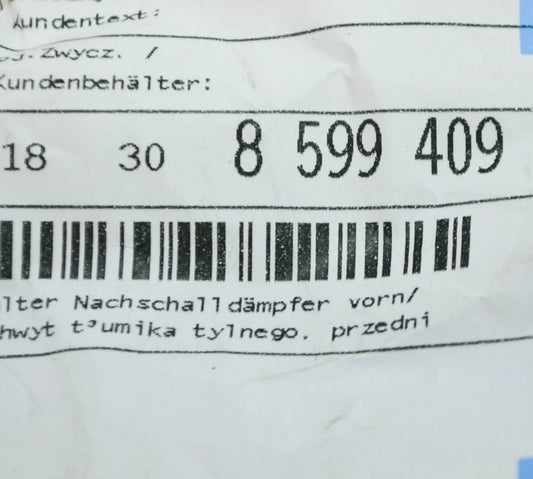 Kundentext:
Zwycz. /
Kundenbehälter:
18 30 8 599 409
lter Nachschalldämpfer vorn/
hwyt t³umika tylnego, przedni